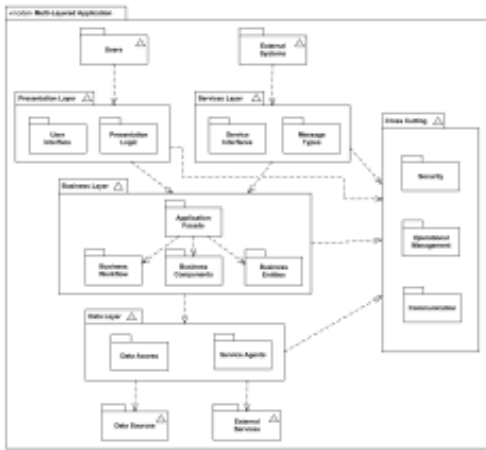 «model» Multi-Layered Application
Users
External
Systems
Presentation Layer
Services Layer
Cross Cutting
User
Interface
Presentation
Logic
Service
Interfaces
Message
Types
Security
Business Layer
Application
Facade
Operational
Management
Business
Workflow
Business
Components
Business
Entities
Communication
Data Layer
Data Access
Service Agents
Data Sources
External
Services